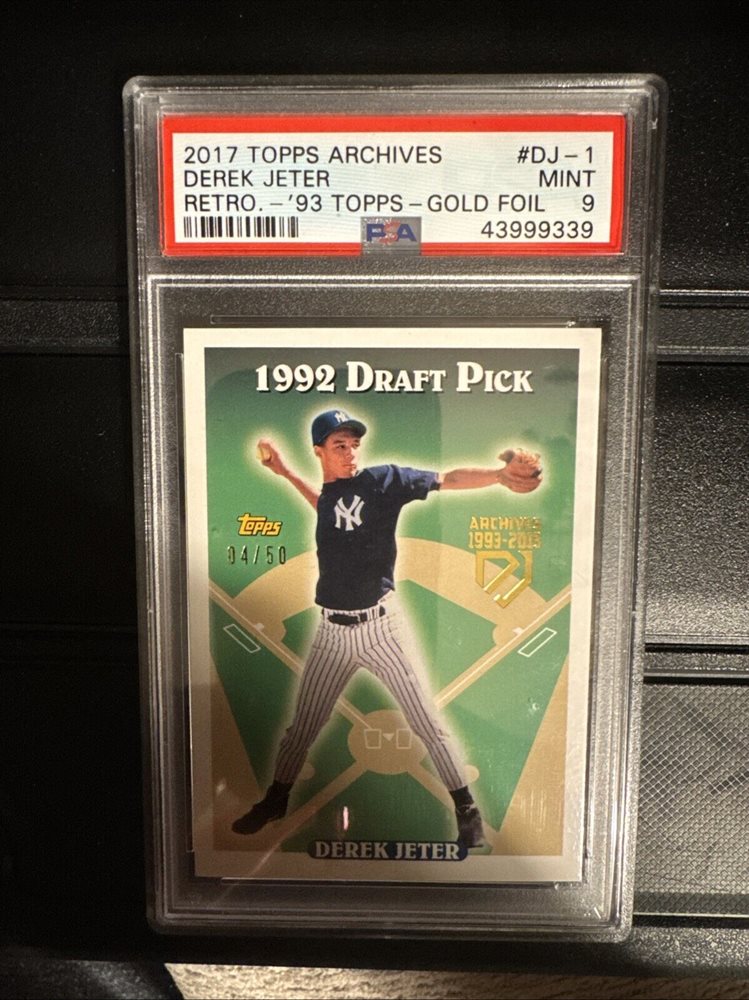 2017 TOPPS ARCHIVES #DJ-1
DEREK JETER MINT
RETRO.-'93 TOPPS-GOLD FOIL 9
PSA 43999339
1992 DRAFT PICK
NY
NY
Topps
04/50
ARCHIVES
1993-2015
DJ
DEREK JETER